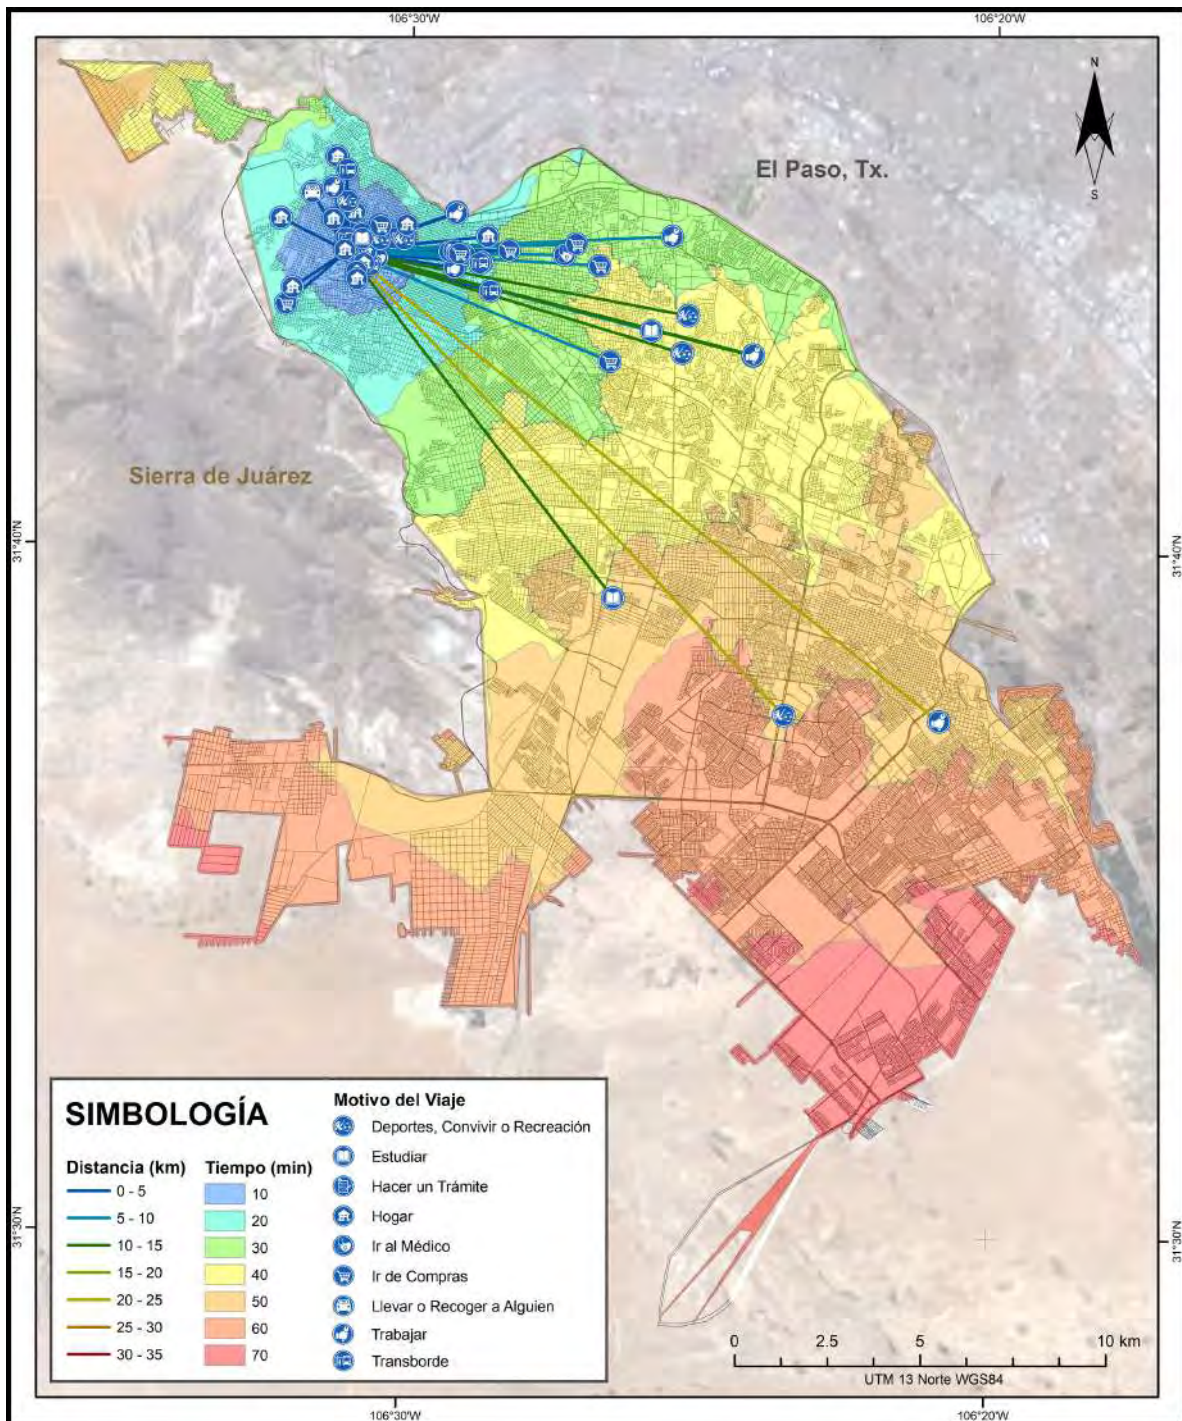 106°30'W
106°20'W
N
S
El Paso, Tx.
Sierra de Juárez
31°40'N
31°40'N
SIMBOLOGÍA
Distancia (km)
0 - 5
5 - 10
10 - 15
15 - 20
20 - 25
25 - 30
30 - 35
Tiempo (min)
10
20
30
40
50
60
70
Motivo del Viaje
Deportes, Convivir o Recreación
Estudiar
Hacer un Trámite
Hogar
Ir al Médico
Ir de Compras
Llevar o Recoger a Alguien
Trabajar
Transborde
31°30'N
31°30'N
0 2.5 5 10 km
UTM 13 Norte WGS84
106°30'W
106°20'W